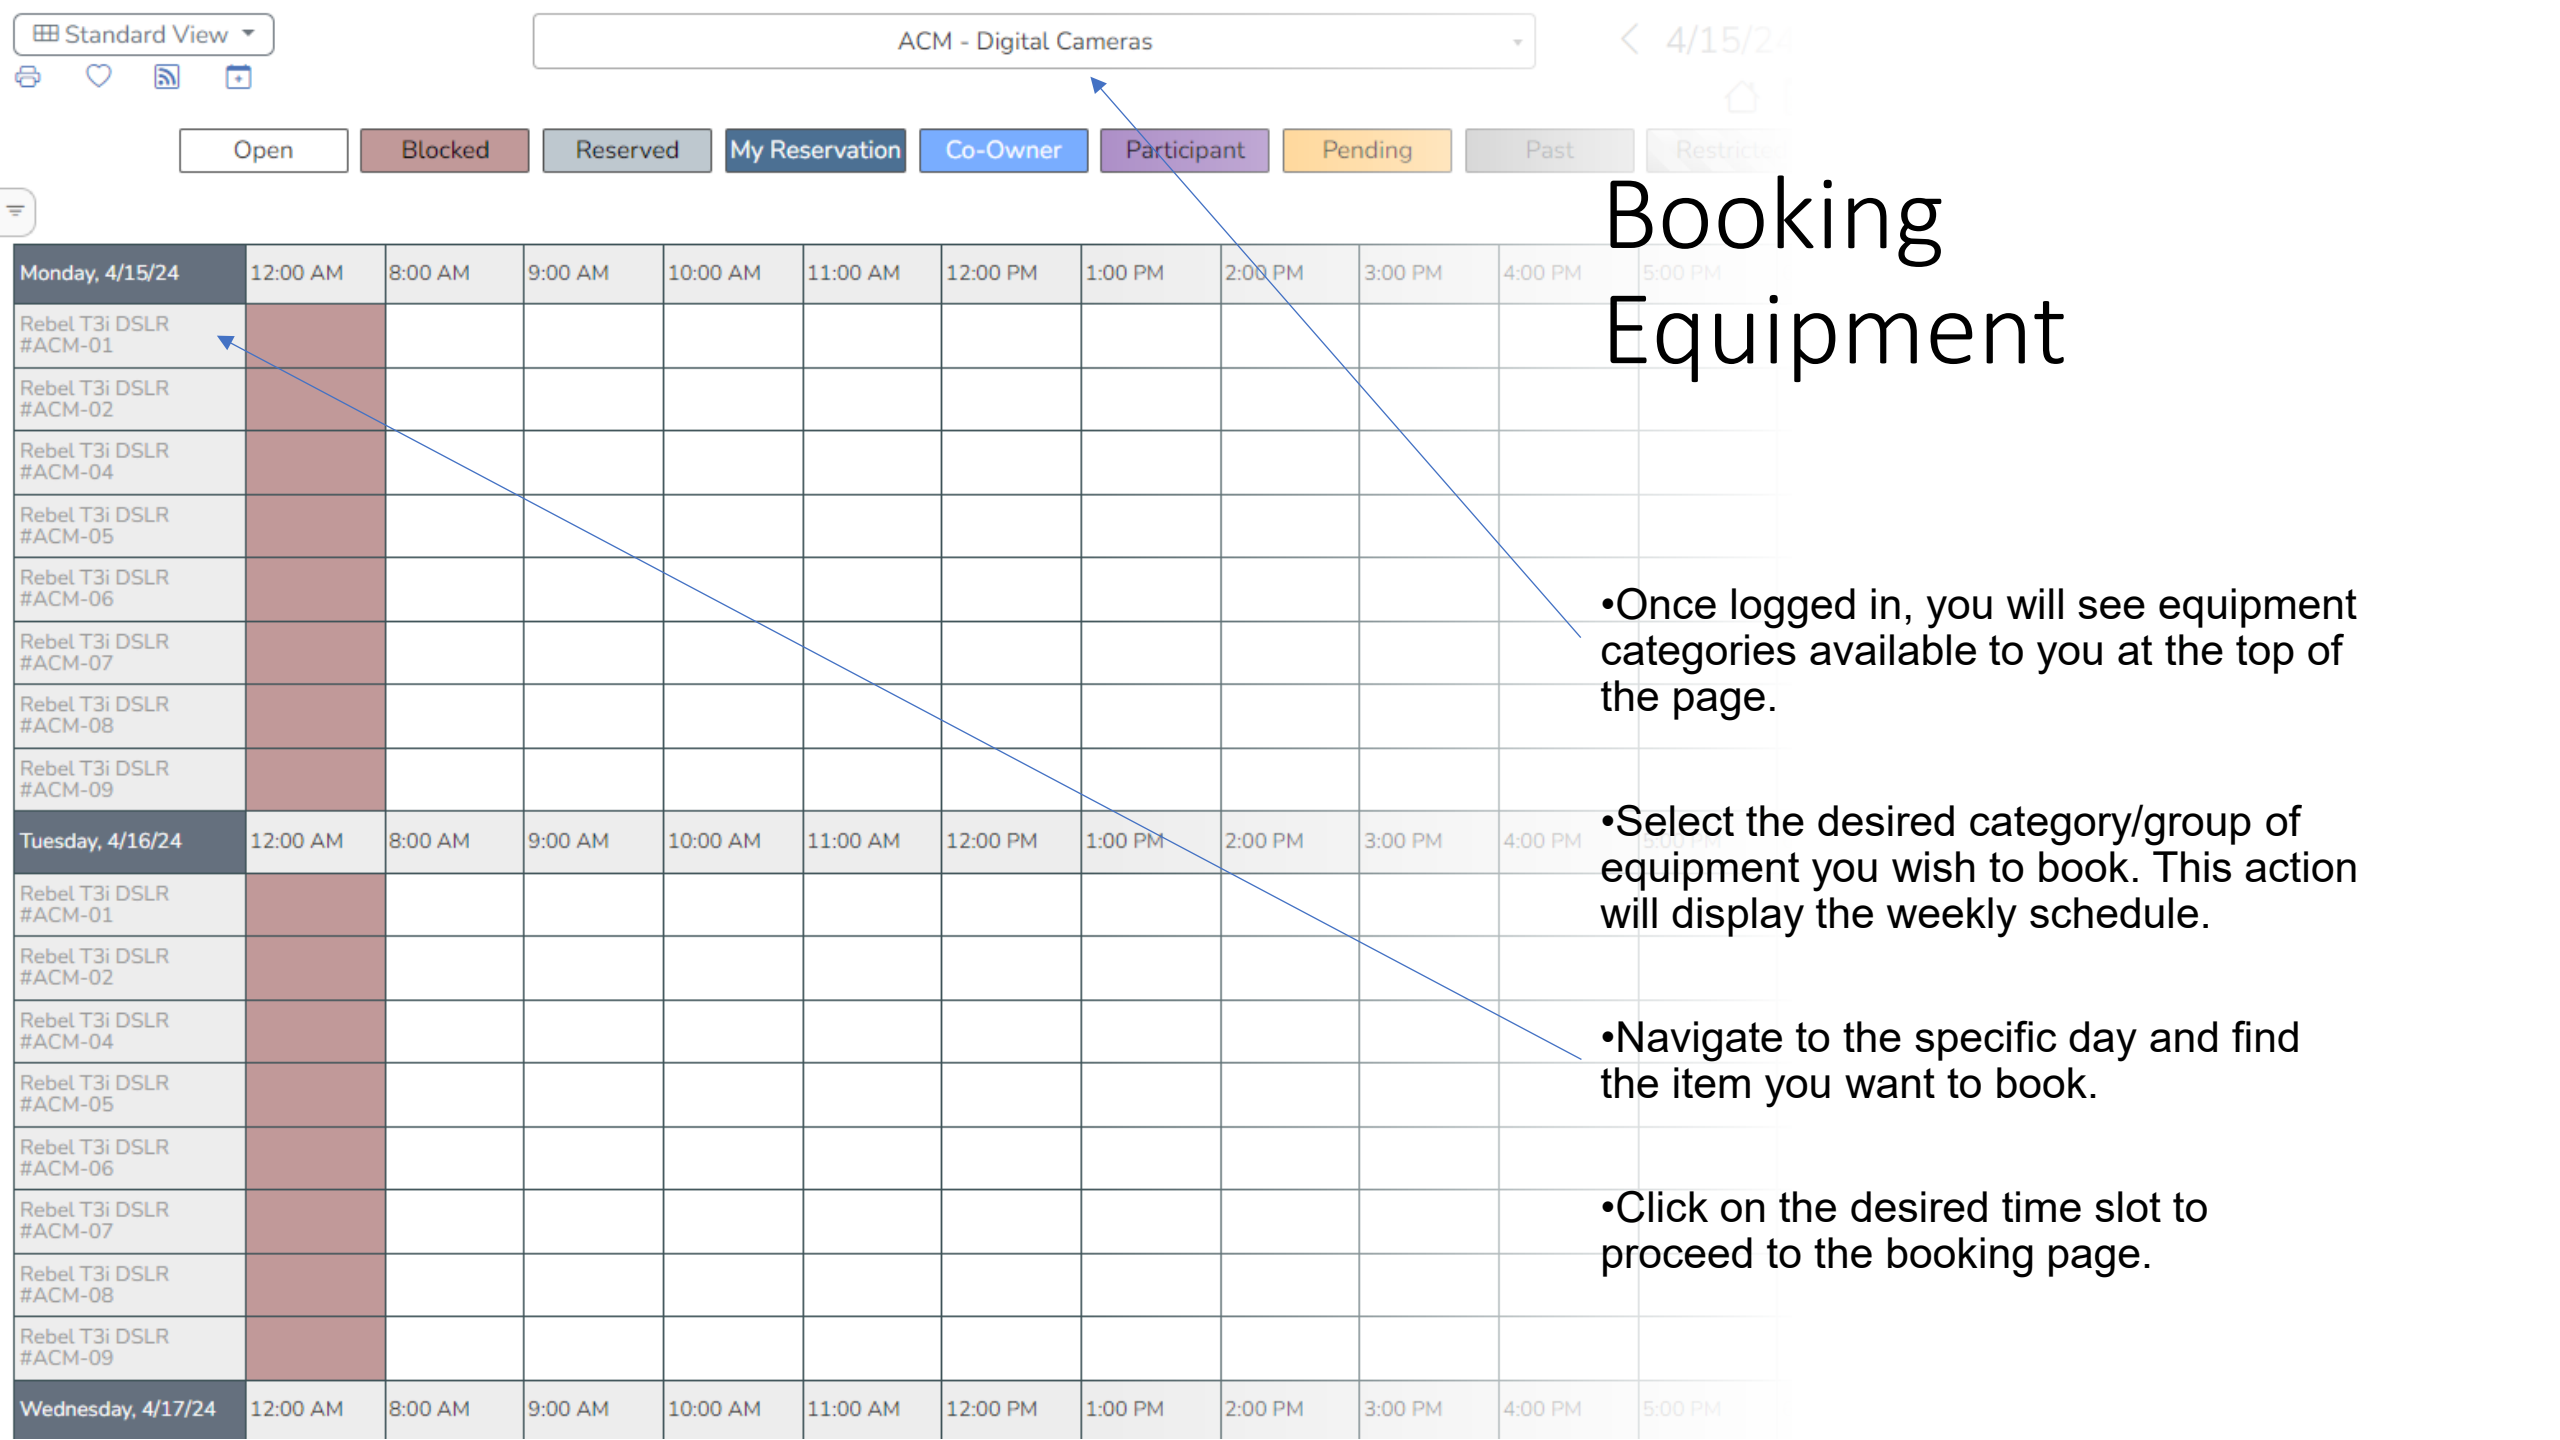 Standard View
ACM - Digital Cameras
4/15/24
Open Blocked Reserved My Reservation Co-Owner Participant Pending Past
Booking
Equipment
Monday, 4/15/24 12:00 AM 8:00 AM 9:00 AM 10:00 AM 11:00 AM 12:00 PM 1:00 PM 2:00 PM 3:00 PM 4:00 PM 5:00 PM
Rebel T3i DSLR
#ACM-01
Rebel T3i DSLR
#ACM-02
Rebel T3i DSLR
#ACM-04
Rebel T3i DSLR
#ACM-05
Rebel T3i DSLR
#ACM-06
Rebel T3i DSLR
#ACM-07
Rebel T3i DSLR
#ACM-08
Rebel T3i DSLR
#ACM-09
Tuesday, 4/16/24 12:00 AM 8:00 AM 9:00 AM 10:00 AM 11:00 AM 12:00 PM 1:00 PM 2:00 PM 3:00 PM 4:00 PM 5:00 PM
Rebel T3i DSLR
#ACM-01
Rebel T3i DSLR
#ACM-02
Rebel T3i DSLR
#ACM-04
Rebel T3i DSLR
#ACM-05
Rebel T3i DSLR
#ACM-06
Rebel T3i DSLR
#ACM-07
Rebel T3i DSLR
#ACM-08
Rebel T3i DSLR
#ACM-09
Wednesday, 4/17/24 12:00 AM 8:00 AM 9:00 AM 10:00 AM 11:00 AM 12:00 PM 1:00 PM 2:00 PM 3:00 PM 4:00 PM 5:00 PM
•Once logged in, you will see equipment
categories available to you at the top of
the page.
•Select the desired category/group of
equipment you wish to book. This action
will display the weekly schedule.
•Navigate to the specific day and find
the item you want to book.
•Click on the desired time slot to
proceed to the booking page.